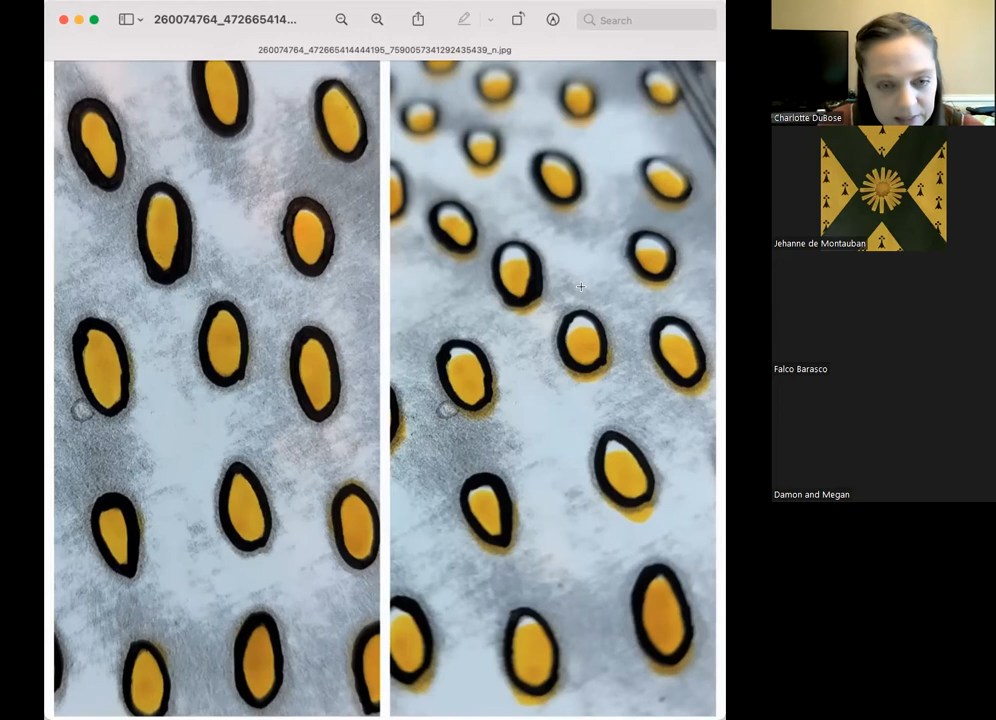 260074764_472665414...
Search
260074764_472665414444195_7590057341292435439_n.jpg
Charlotte DuBose
Jehanne de Montauban
Falco Barasco
Damon and Megan